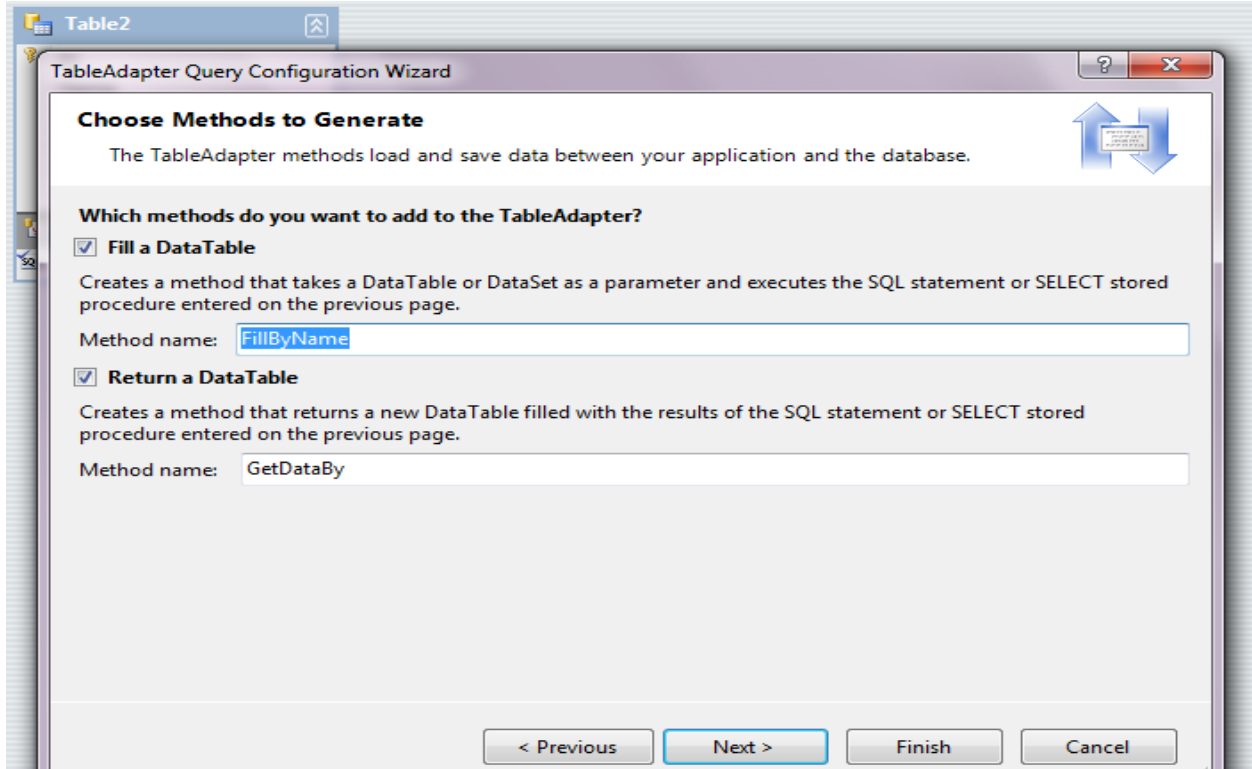 Table2
TableAdapter Query Configuration Wizard
Choose Methods to Generate
The TableAdapter methods load and save data between your application and the database.
Which methods do you want to add to the TableAdapter?
Fill a DataTable
Creates a method that takes a DataTable or DataSet as a parameter and executes the SQL statement or SELECT stored
procedure entered on the previous page.
Method name: FillByName
Return a DataTable
Creates a method that returns a new DataTable filled with the results of the SQL statement or SELECT stored
procedure entered on the previous page.
Method name: GetDataBy
< Previous Next > Finish Cancel